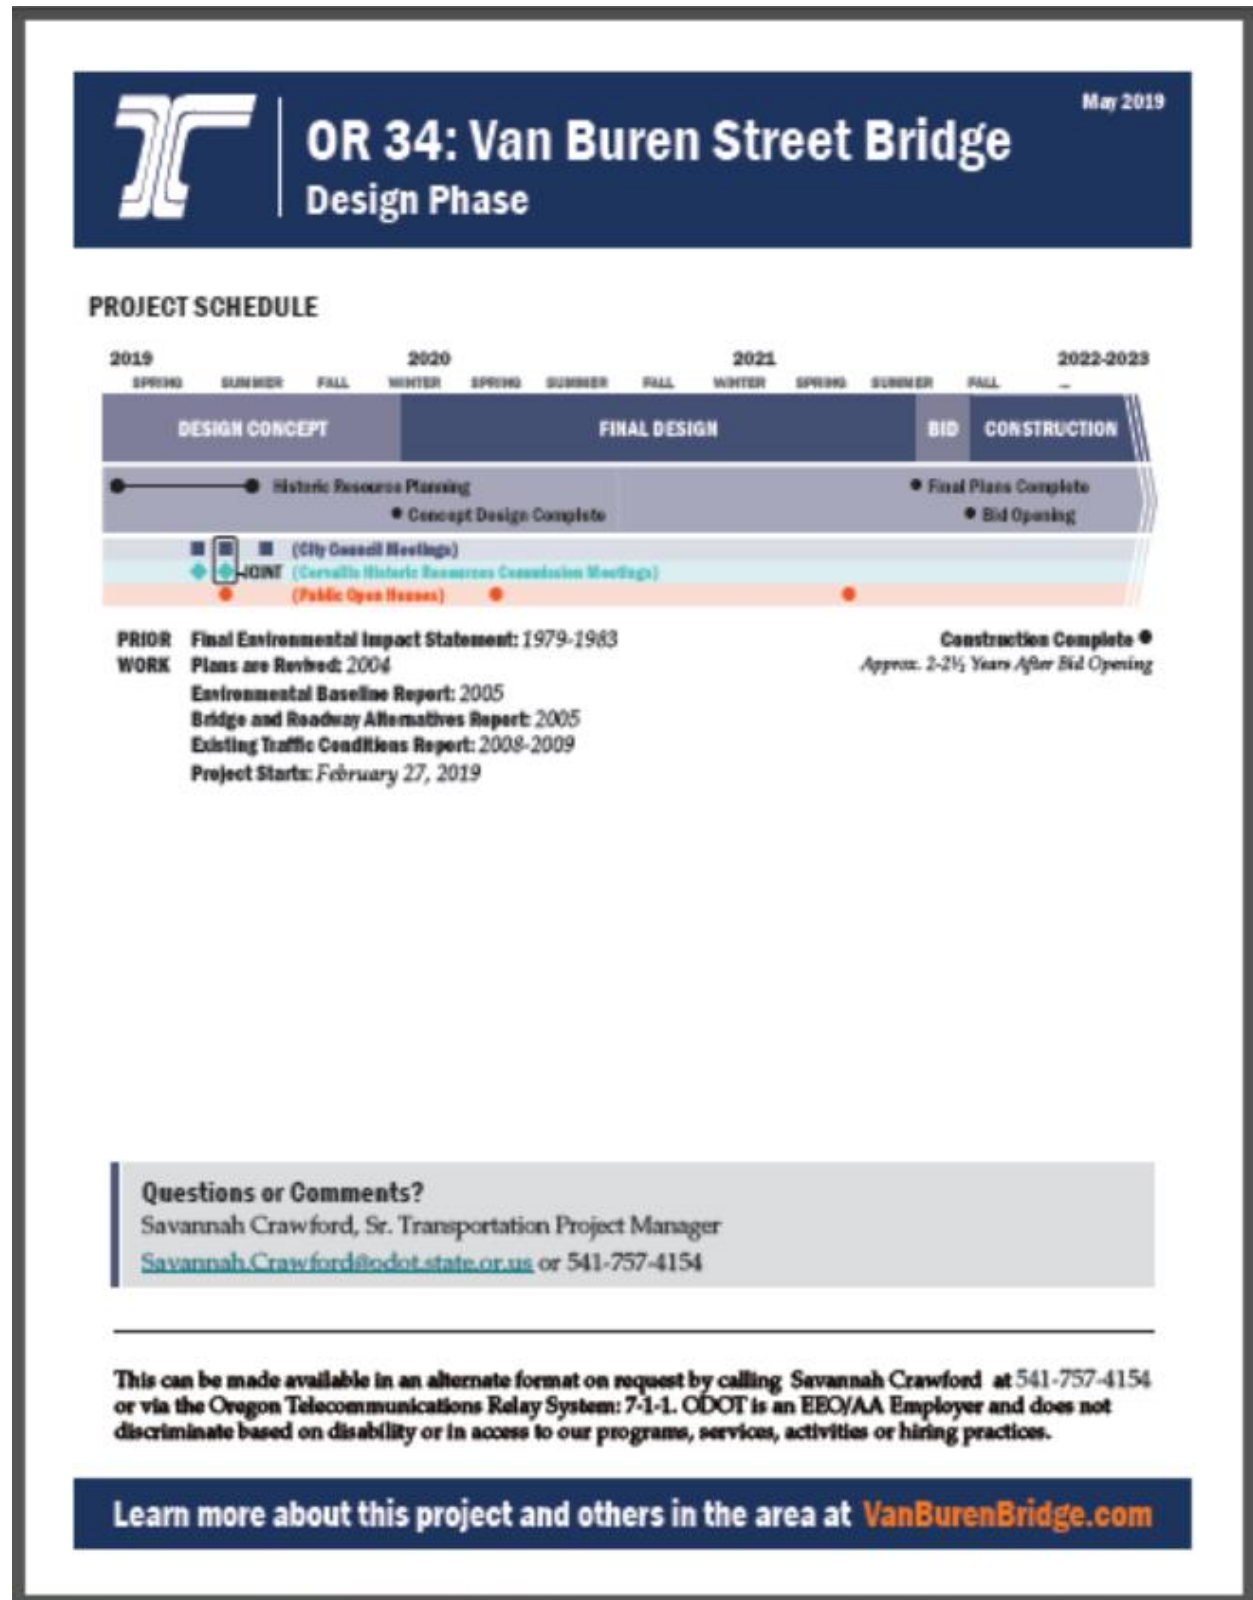 May 2019
OR 34: Van Buren Street Bridge
Design Phase
PROJECT SCHEDULE
2019 2020 2021 2022-2023
SPRING SUMMER FALL WINTER SPRING SUMMER FALL WINTER SPRING SUMMER FALL ...
DESIGN CONCEPT FINAL DESIGN BID CONSTRUCTION
Historic Resource Planning Final Plans Complete
Concept Design Complete Bid Opening
(City Council Meetings)
JOINT (Corvallis Historic Resources Commission Meetings)
(Public Open Houses)
PRIOR WORK
Final Environmental Impact Statement: 1979-1983
Plans are Revised: 2004
Environmental Baseline Report: 2005
Bridge and Roadway Alternatives Report: 2005
Existing Traffic Conditions Report: 2008-2009
Project Starts: February 27, 2019
Construction Complete
Approx. 2-2½ Years After Bid Opening
Questions or Comments?
Savannah Crawford, Sr. Transportation Project Manager
Savannah.Crawford@odot.state.or.us or 541-757-4154
This can be made available in an alternate format on request by calling Savannah Crawford at 541-757-4154
or via the Oregon Telecommunications Relay System: 7-1-1. ODOT is an EEO/AA Employer and does not
discriminate based on disability or in access to our programs, services, activities or hiring practices.
Learn more about this project and others in the area at VanBurenBridge.com